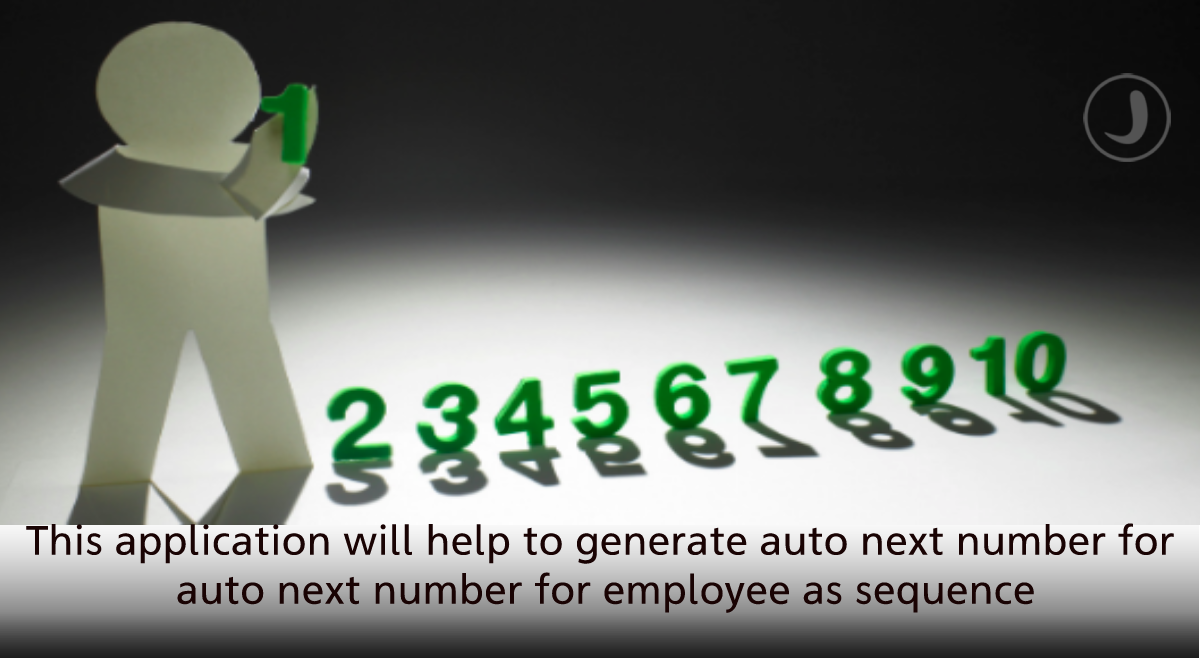 J
1
2 3 4 5 6 7 8 9 10
This application will help to generate auto next number for
auto next number for employee as sequence